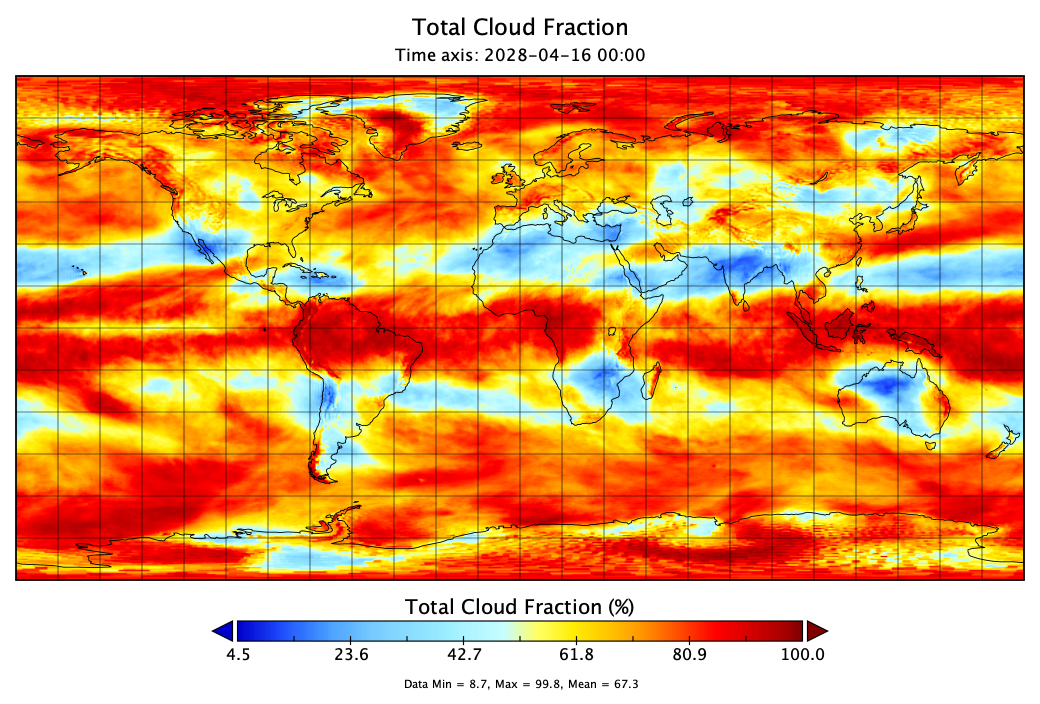 Total Cloud Fraction
Time axis: 2028-04-16 00:00
Total Cloud Fraction (%)
4.5 23.6 42.7 61.8 80.9 100.0
Data Min = 8.7, Max = 99.8, Mean = 67.3